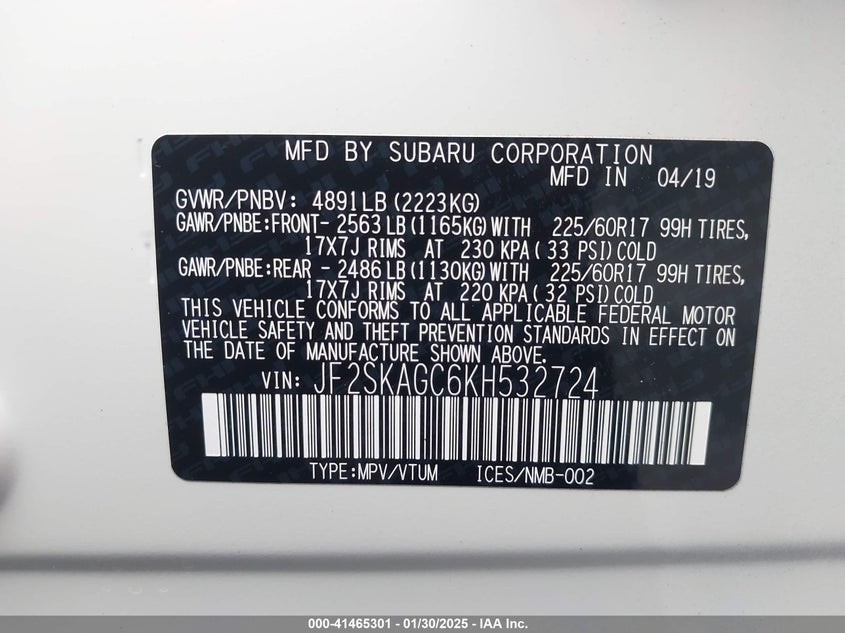 MFD BY SUBARU CORPORATION
MFD IN 04/19
GVWR/PNBV: 4891LB(2223KG)
GAWR/PNBE:FRONT- 2563LB(1165KG)WITH 225/60R17 99H TIRES,
17X7J RIMS AT 230 KPA( 33 PSI)COLD
GAWR/PNBE:REAR - 2486LB(1130KG)WITH 225/60R17 99H TIRES,
17X7J RIMS AT 220 KPA( 32 PSI)COLD
THIS VEHICLE CONFORMS TO ALL APPLICABLE FEDERAL MOTOR
VEHICLE SAFETY AND THEFT PREVENTION STANDARDS IN EFFECT ON
THE DATE OF MANUFACTURE SHOWN ABOVE.
VIN: JF2SKAGC6KH532724
TYPE:MPV/VTUM ICES/NMB-002
000-41465301 - 01/30/2025 - IAA Inc.